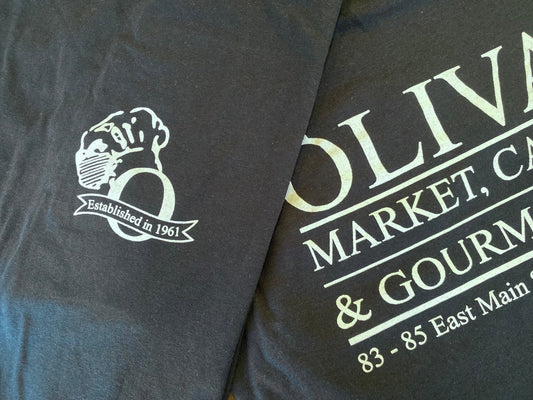 O
Established in 1961
OLIVA
MARKET, CA
& GOURM
83 - 85 East Main